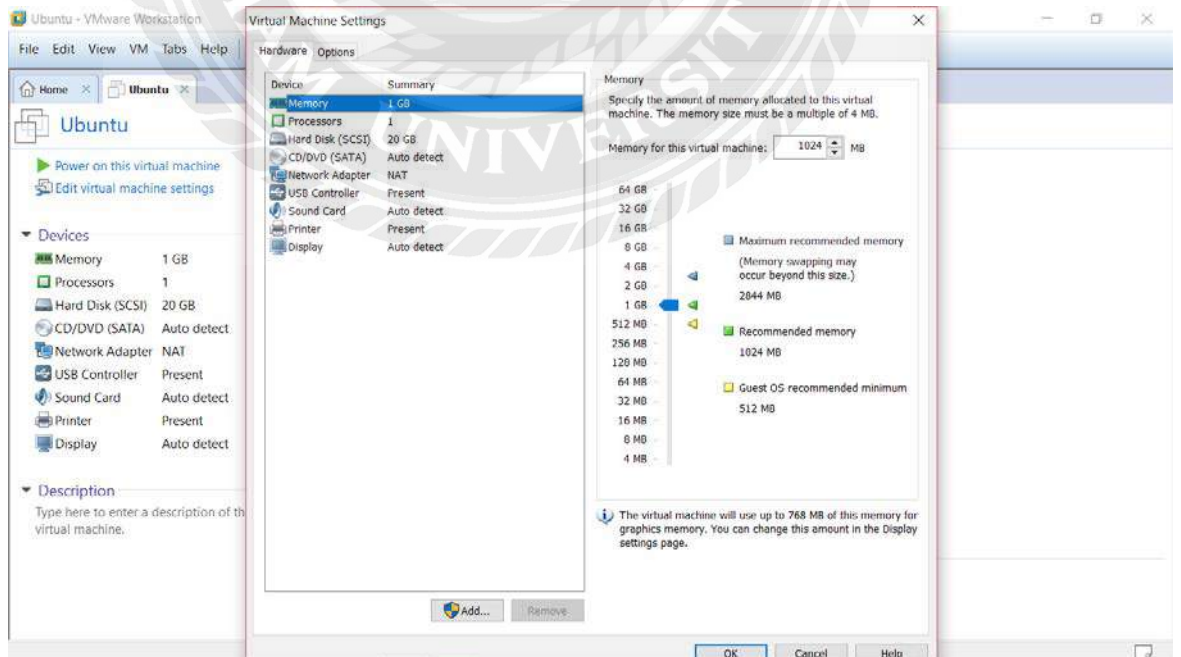 Ubuntu - VMware Workstation
File Edit View VM Tabs Help
Home
Ubuntu
Ubuntu
Power on this virtual machine
Edit virtual machine settings
Devices
Memory 1 GB
Processors 1
Hard Disk (SCSI) 20 GB
CD/DVD (SATA) Auto detect
Network Adapter NAT
USB Controller Present
Sound Card Auto detect
Printer Present
Display Auto detect
Description
Type here to enter a description of th
virtual machine.
Virtual Machine Settings
Hardware Options
Device Summary
Memory 1 GB
Processors 1
Hard Disk (SCSI) 20 GB
CD/DVD (SATA) Auto detect
Network Adapter NAT
USB Controller Present
Sound Card Auto detect
Printer Present
Display Auto detect
Add... Remove
Memory
Specify the amount of memory allocated to this virtual
machine. The memory size must be a multiple of 4 MB.
Memory for this virtual machine: 1024 MB
64 GB
32 GB
16 GB
8 GB
4 GB
2 GB
1 GB
512 MB
256 MB
128 MB
64 MB
32 MB
16 MB
8 MB
4 MB
Maximum recommended memory
(Memory swapping may
occur beyond this size.)
2844 MB
Recommended memory
1024 MB
Guest OS recommended minimum
512 MB
The virtual machine will use up to 768 MB of this memory for
graphics memory. You can change this amount in the Display
settings page.
OK Cancel Help